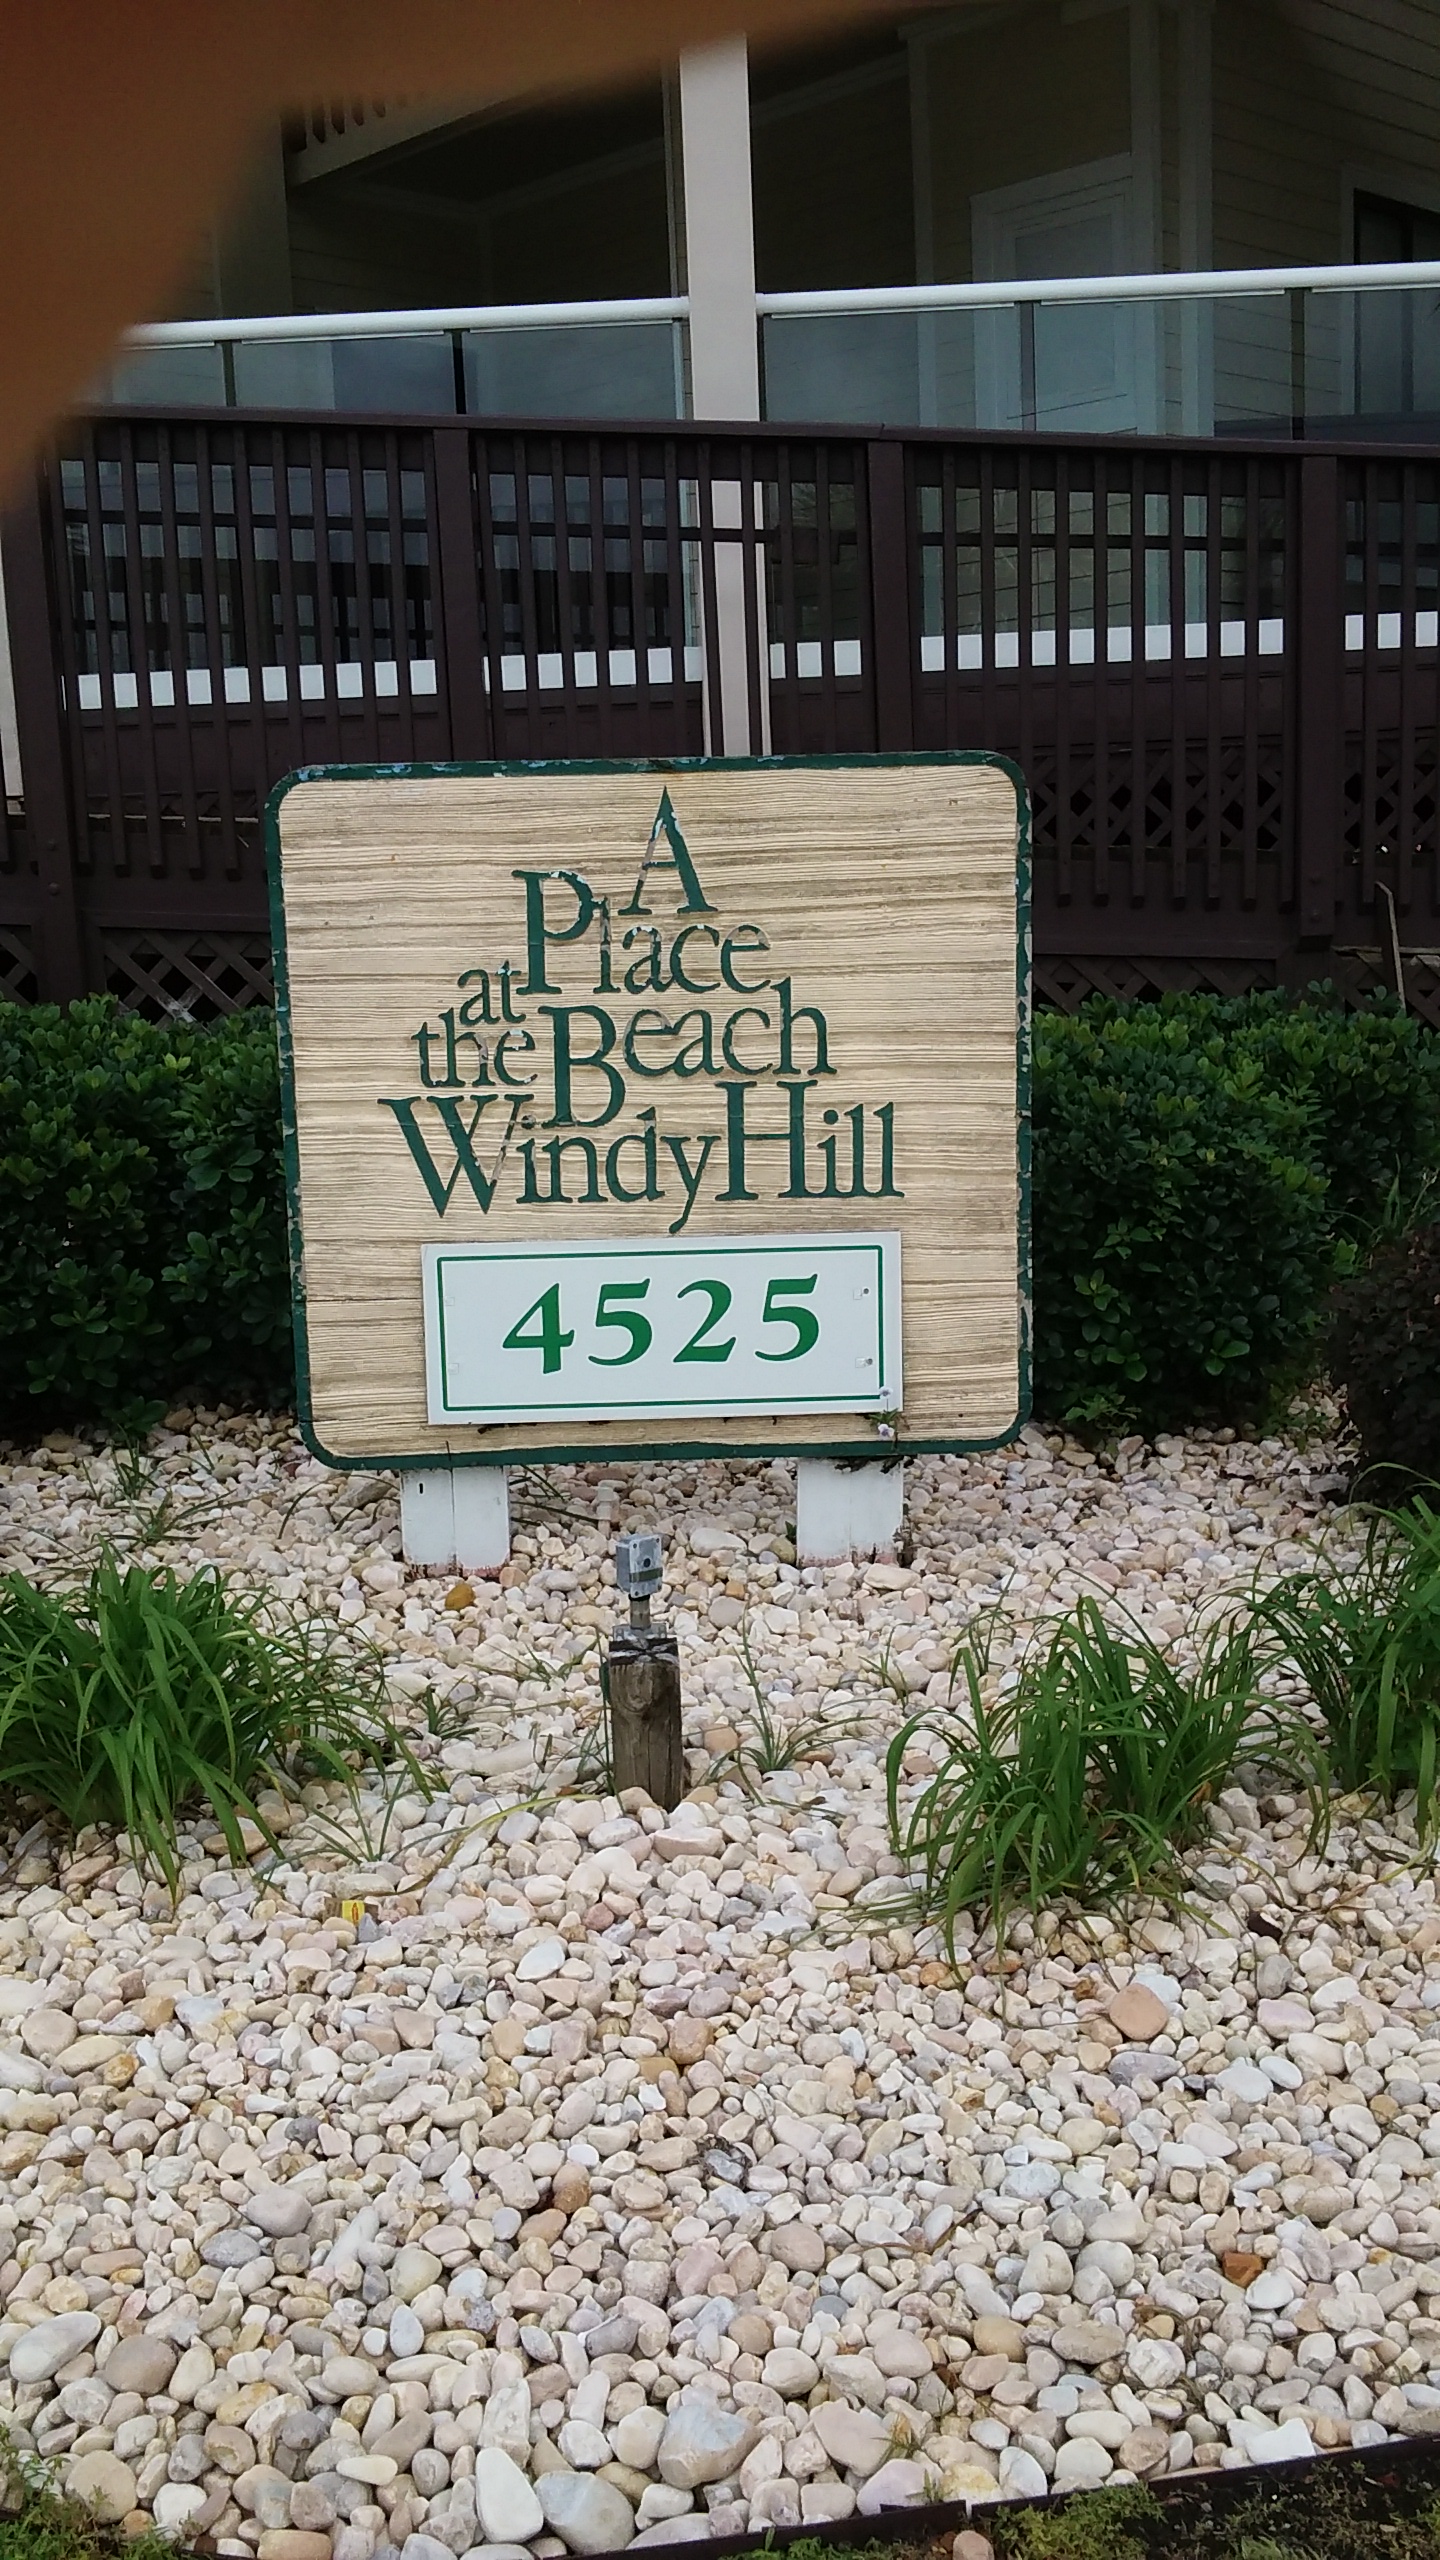 A
Place
at
the Beach
Windy Hill
4525